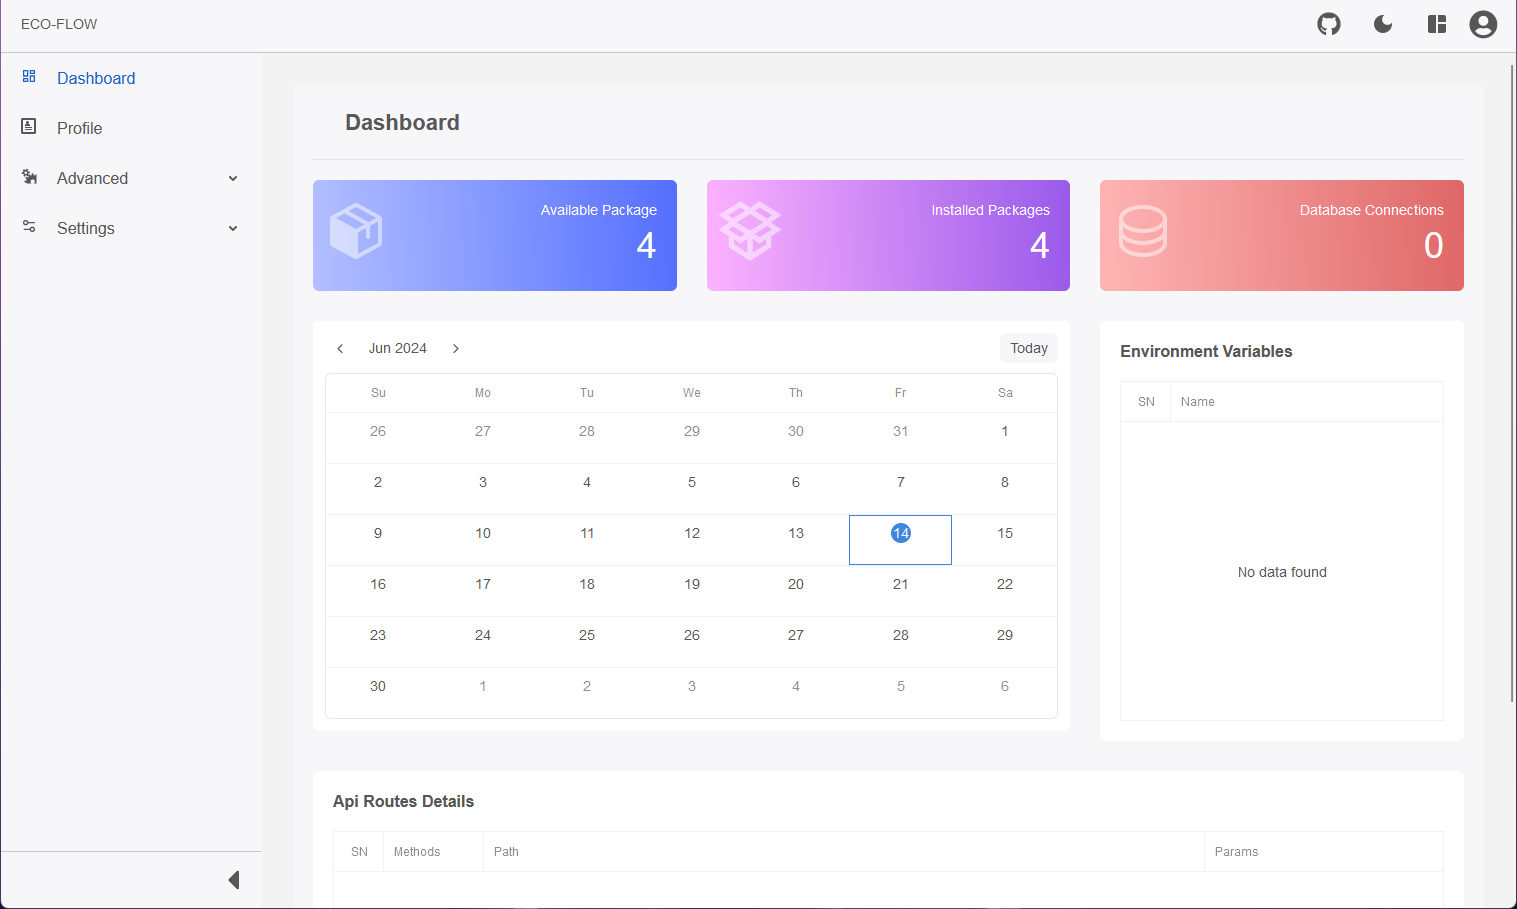 ECO-FLOW
Dashboard
Profile
Advanced
Settings
Dashboard
Available Package
4
Installed Packages
4
Database Connections
0
Jun 2024
Today
Su Mo Tu We Th Fr Sa
26 27 28 29 30 31 1
2 3 4 5 6 7 8
9 10 11 12 13 14 15
16 17 18 19 20 21 22
23 24 25 26 27 28 29
30 1 2 3 4 5 6
Environment Variables
SN Name
No data found
Api Routes Details
SN Methods Path Params